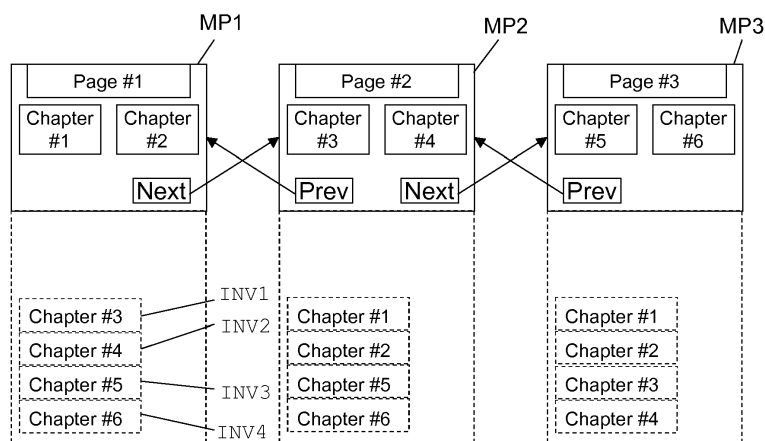 MP1
MP2
MP3
Page #1
Page #2
Page #3
Chapter
#1
Chapter
#2
Chapter
#3
Chapter
#4
Chapter
#5
Chapter
#6
Next
Prev
Next
Prev
INV1
INV2
INV3
INV4
Chapter #3
Chapter #4
Chapter #5
Chapter #6
Chapter #1
Chapter #2
Chapter #5
Chapter #6
Chapter #1
Chapter #2
Chapter #3
Chapter #4